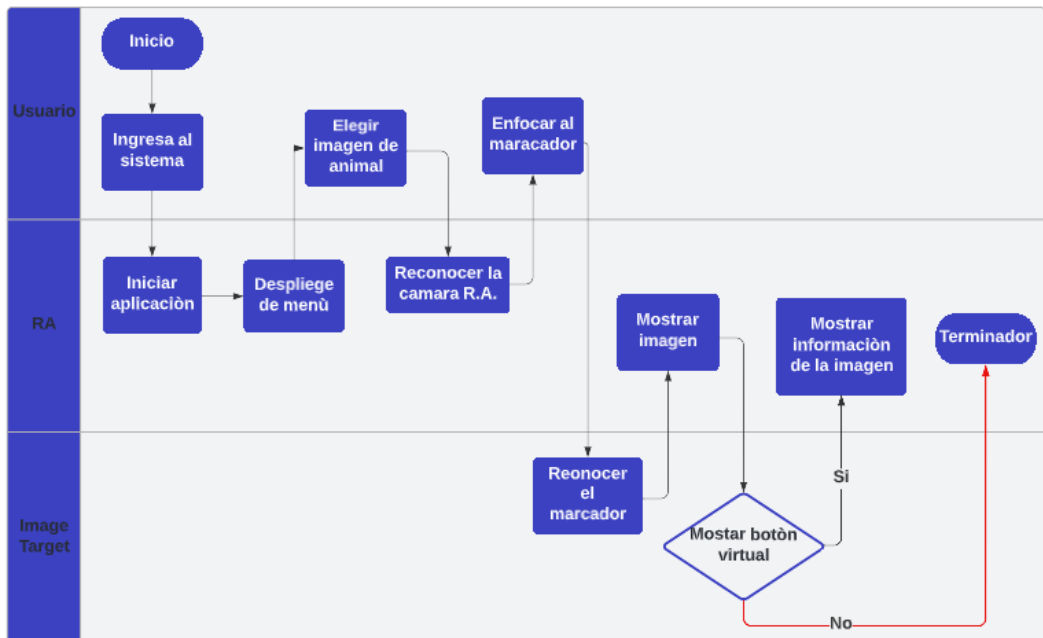 Usuario
Inicio
Ingresa al
sistema
Elegir
imagen de
animal
Enfocar al
maracador
RA
Iniciar
aplicaciòn
Despliege
de menù
Reconocer la
camara R.A.
Mostrar
imagen
Mostrar
informaciòn
de la imagen
Terminador
Image
Target
Reonocer
el
marcador
Mostar botòn
virtual
Si
No